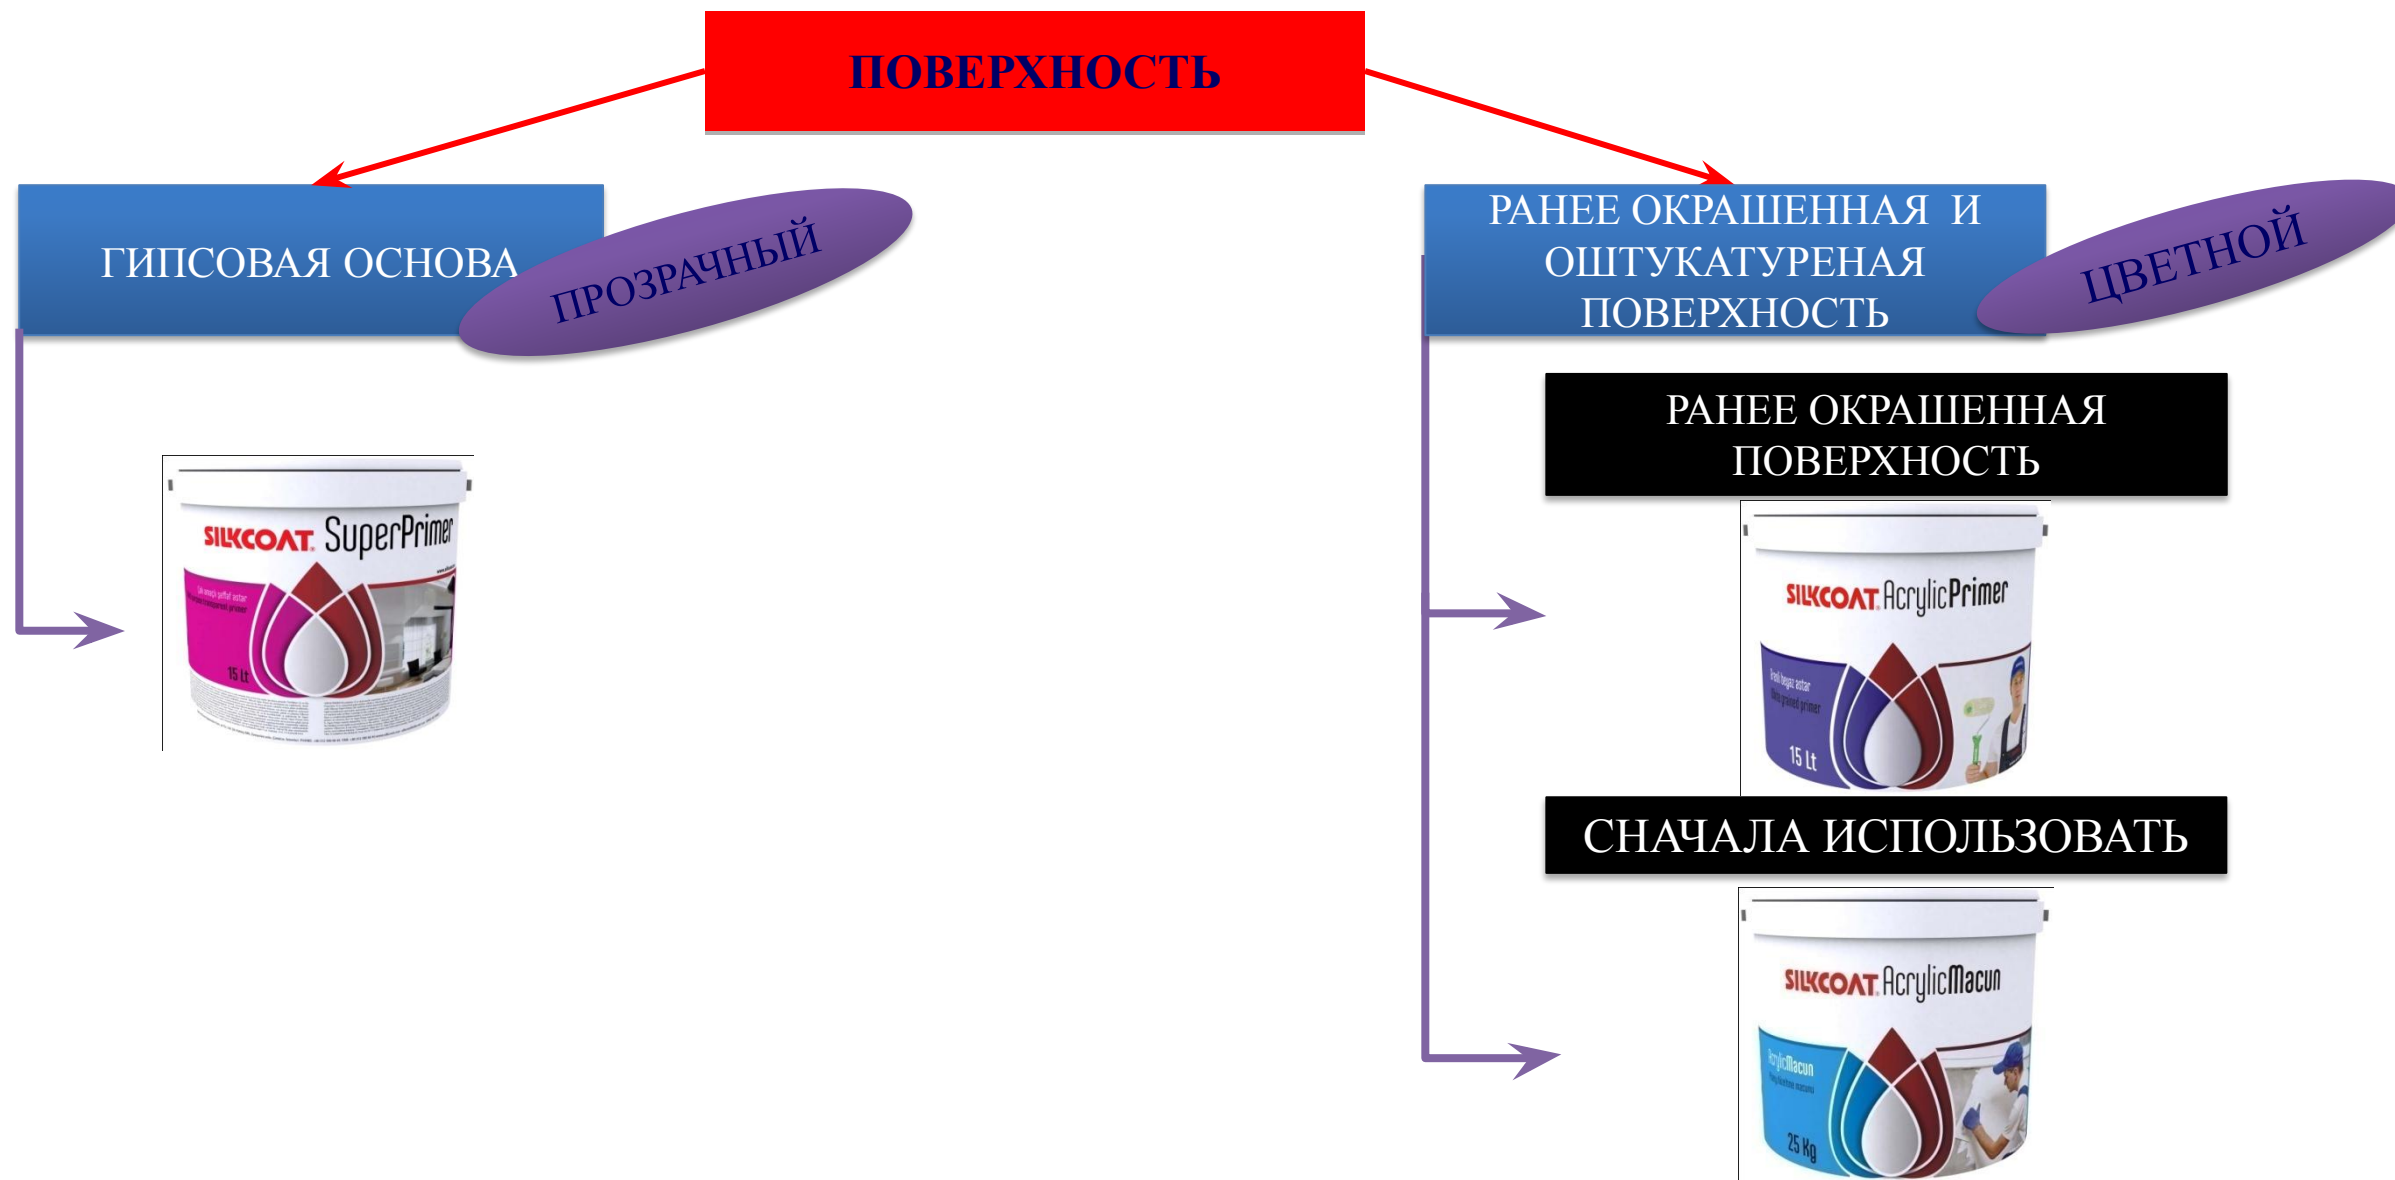 ПОВЕРХНОСТЬ
ГИПСОВАЯ ОСНОВА
ПРОЗРАЧНЫЙ
РАНЕЕ ОКРАШЕННАЯ И
ОШТУКАТУРЕНАЯ
ПОВЕРХНОСТЬ
ЦВЕТНОЙ
SILKCOAT SuperPrimer
15 Lt
РАНЕЕ ОКРАШЕННАЯ
ПОВЕРХНОСТЬ
SILKCOAT AcrylicPrimer
15 Lt
СНАЧАЛА ИСПОЛЬЗОВАТЬ
SILKCOAT AcrylicMacun
AcrylicMacun
25 Kg